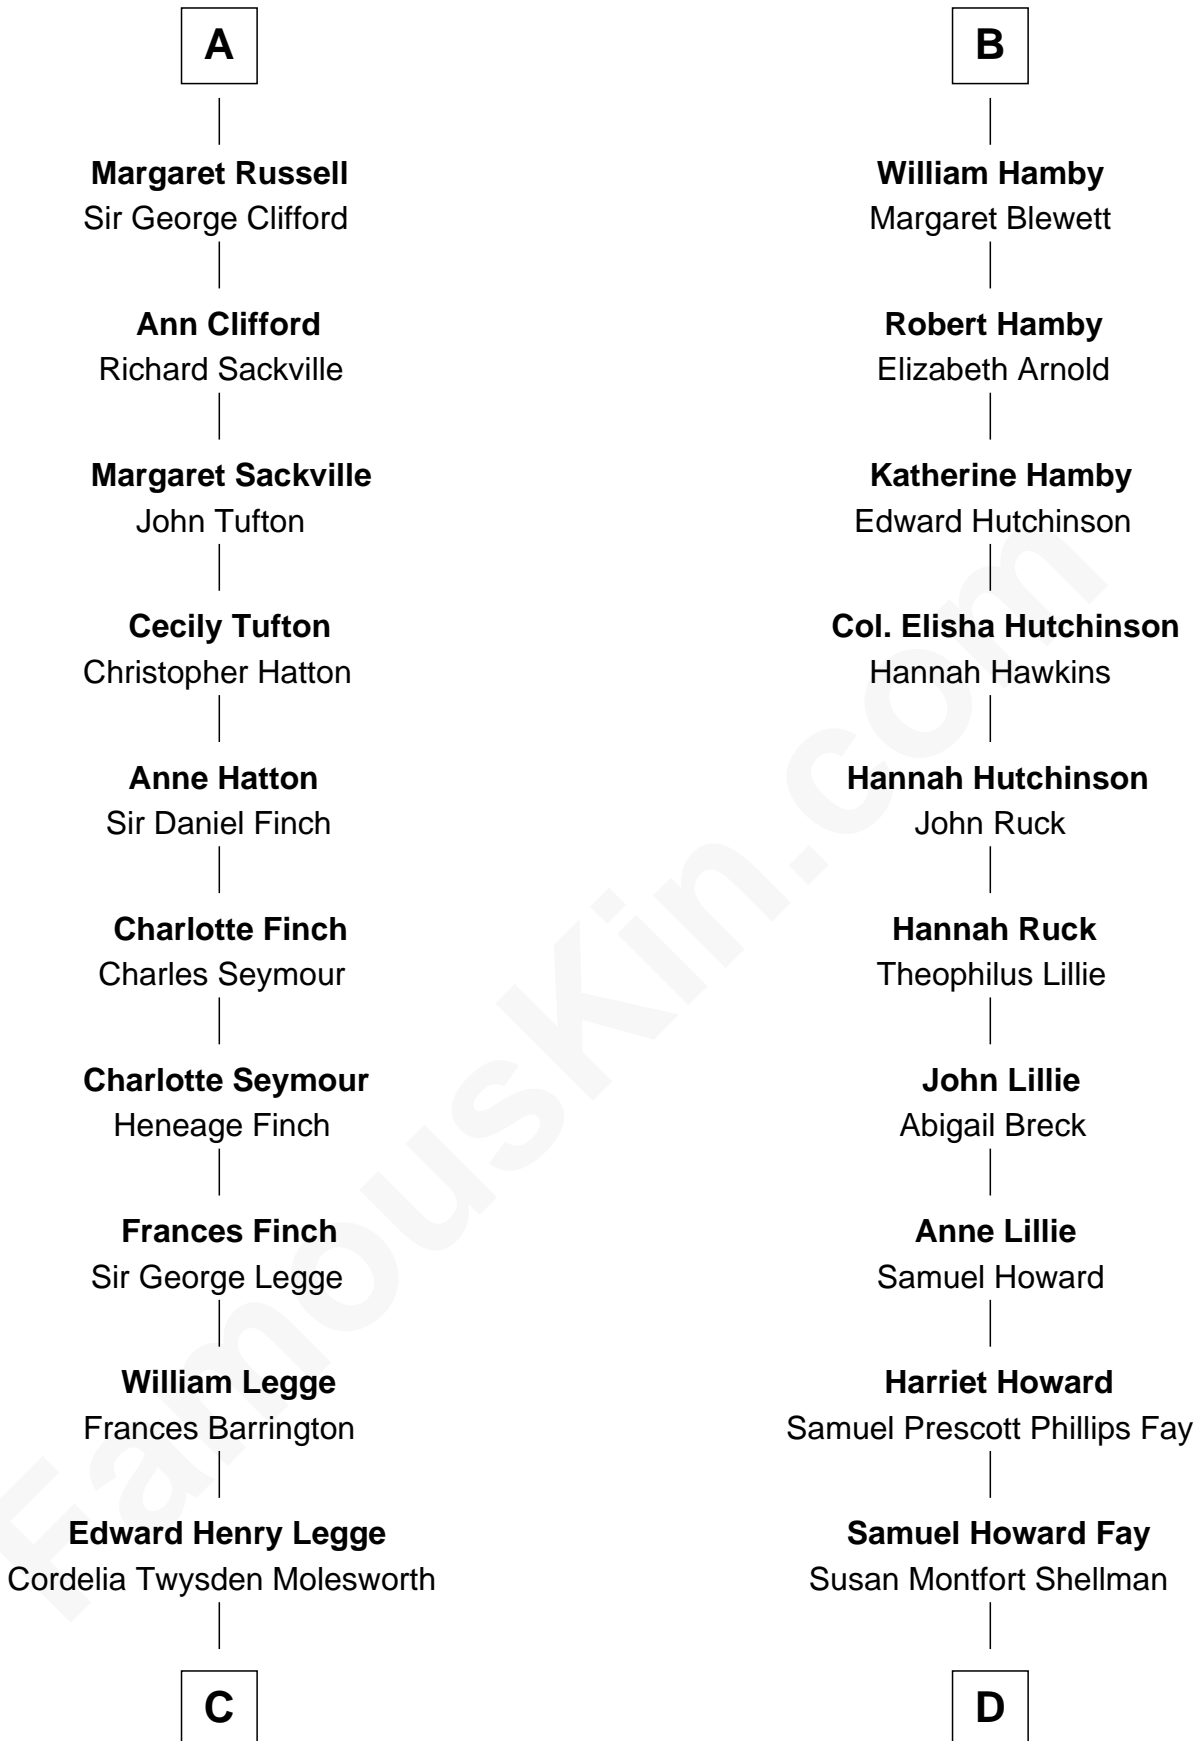 A
Margaret Russell
Sir George Clifford
Ann Clifford
Richard Sackville
Margaret Sackville
John Tufton
Cecily Tufton
Christopher Hatton
Anne Hatton
Sir Daniel Finch
Charlotte Finch
Charles Seymour
Charlotte Seymour
Heneage Finch
Frances Finch
Sir George Legge
William Legge
Frances Barrington
Edward Henry Legge
Cordelia Twysden Molesworth
C
B
William Hamby
Margaret Blewett
Robert Hamby
Elizabeth Arnold
Katherine Hamby
Edward Hutchinson
Col. Elisha Hutchinson
Hannah Hawkins
Hannah Hutchinson
John Ruck
Hannah Ruck
Theophilus Lillie
John Lillie
Abigail Breck
Anne Lillie
Samuel Howard
Harriet Howard
Samuel Prescott Phillips Fay
Samuel Howard Fay
Susan Montfort Shellman
D
FamousKin.com